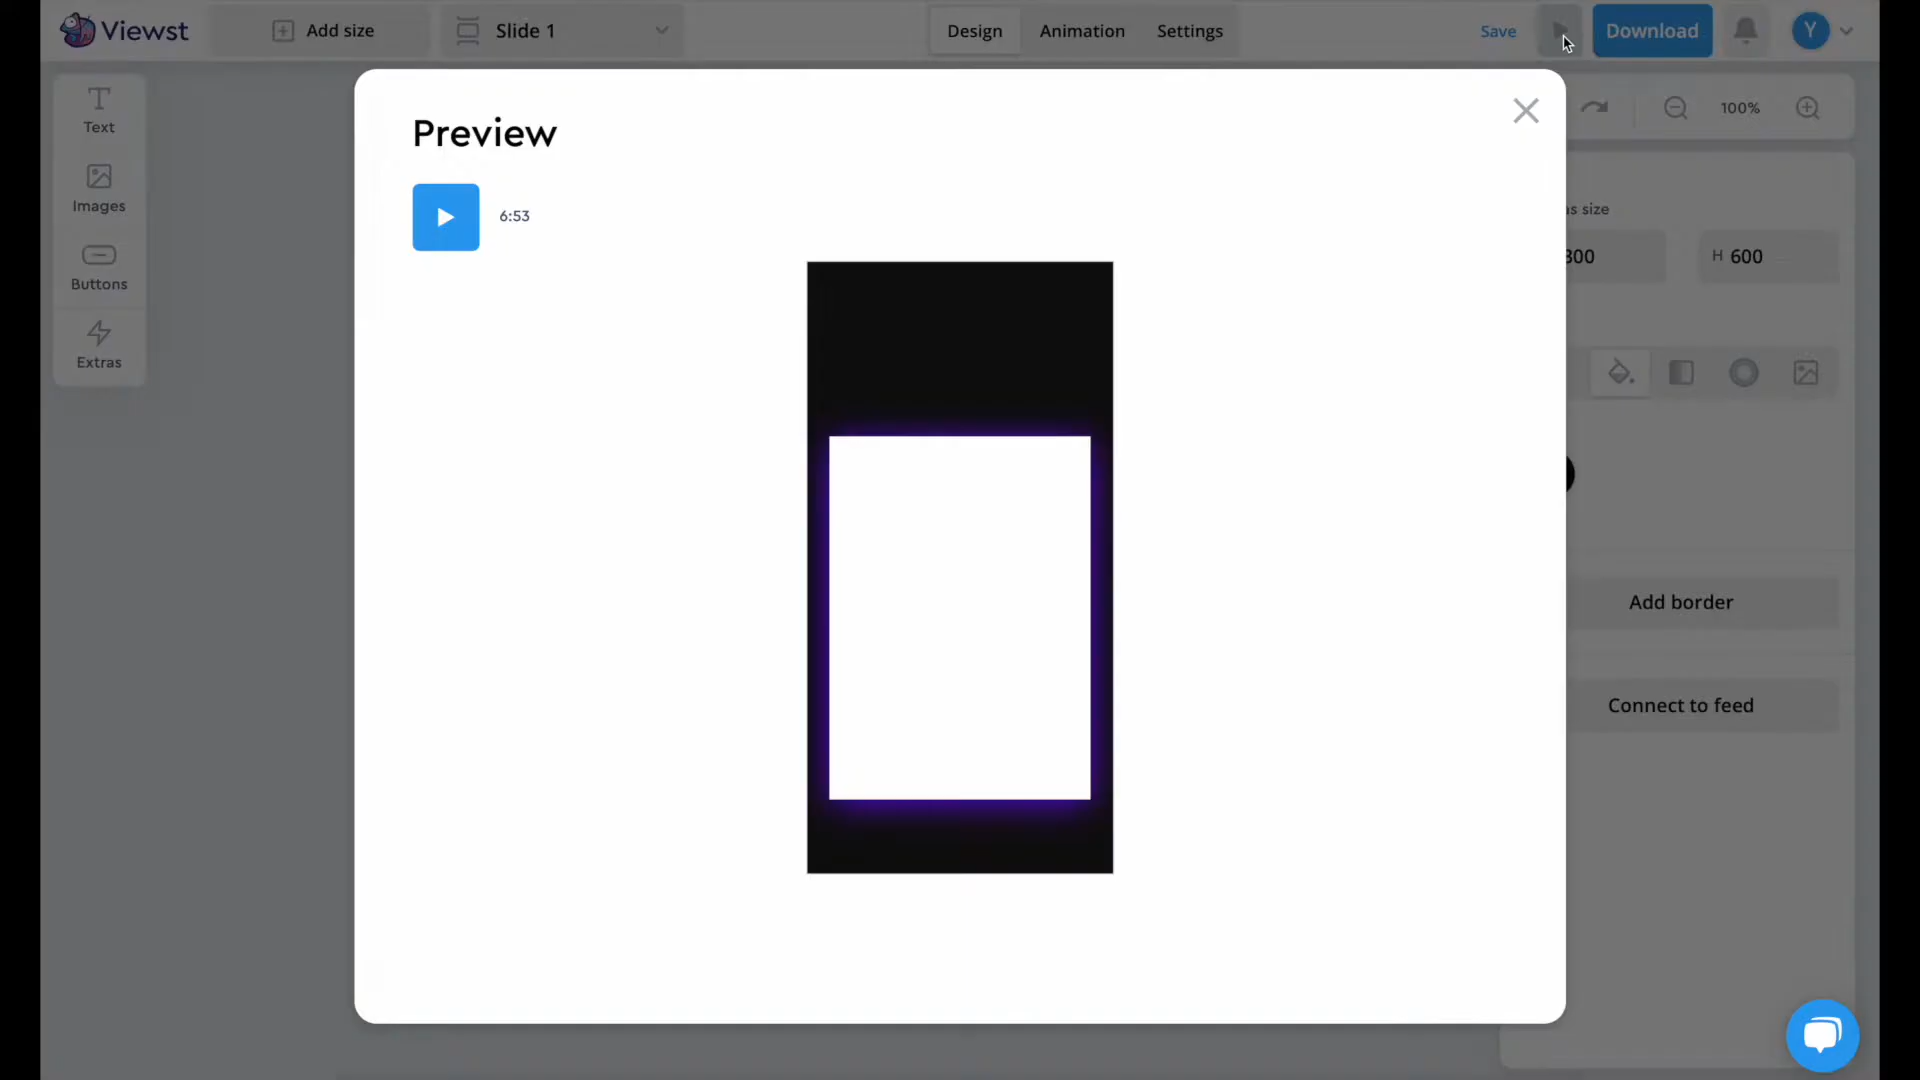 Viewst
Add size
Slide 1
Design
Animation
Settings
Save
Download
Y
Text
Images
Buttons
Extras
Preview
6:53
100%
size
H 600
Add border
Connect to feed